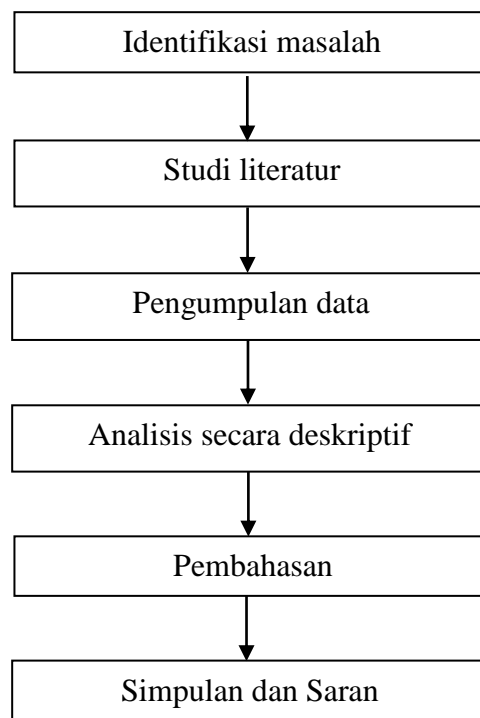 Identifikasi masalah
Studi literatur
Pengumpulan data
Analisis secara deskriptif
Pembahasan
Simpulan dan Saran